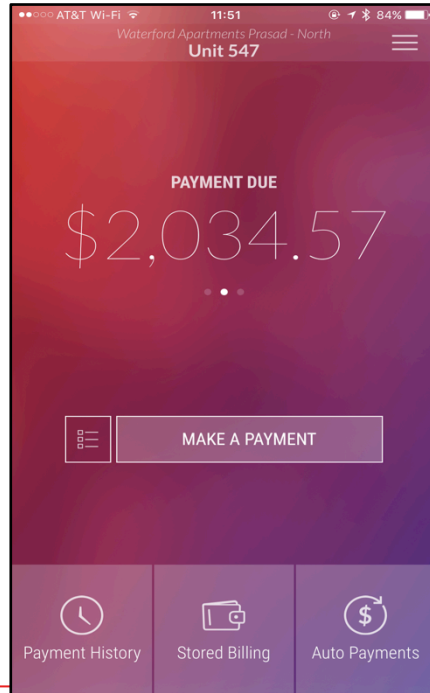 AT&T Wi-Fi 11:51 84%
Waterford Apartments Prasad - North
Unit 547
PAYMENT DUE
$2,034.57
MAKE A PAYMENT
Payment History Stored Billing Auto Payments